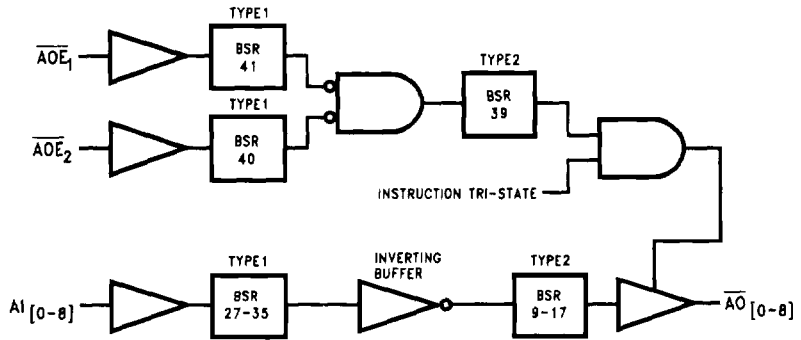 TYPE1
AOE1
BSR
41
TYPE2
BSR
39
TYPE1
AOE2
BSR
40
INSTRUCTION TRI-STATE
TYPE1
INVERTING
BUFFER
TYPE2
AI[0-8]
BSR
27-35
BSR
9-17
AO[0-8]